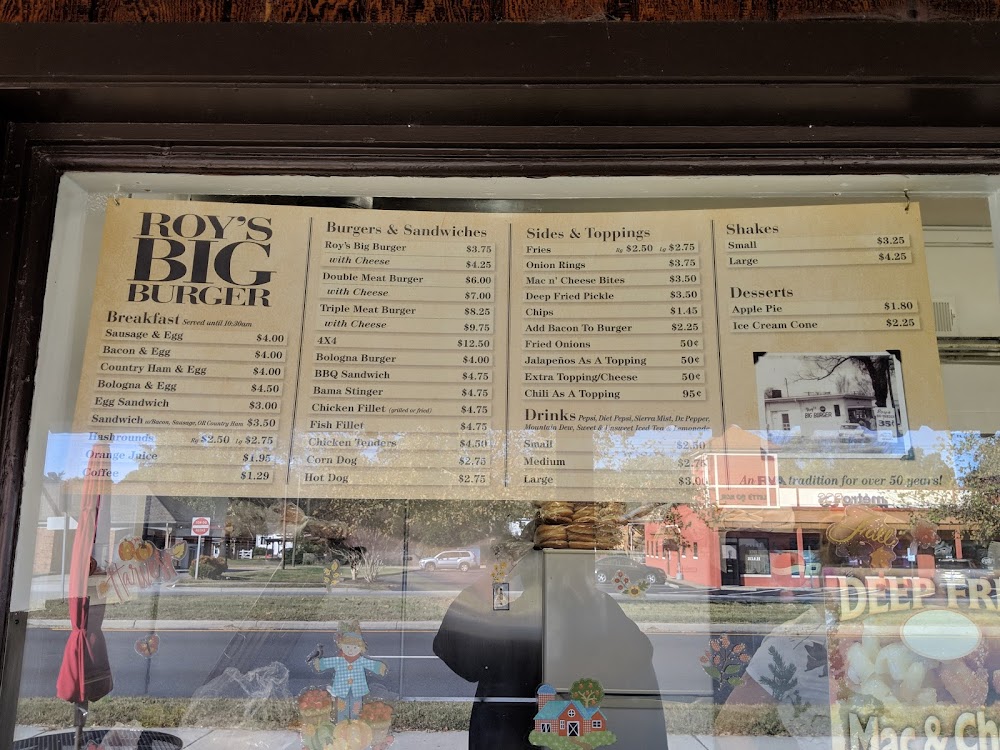 ROY'S
BIG
BURGER
Breakfast Served until 10:30am
Sausage & Egg $4.00
Bacon & Egg $4.00
Country Ham & Egg $4.00
Bologna & Egg $4.50
Egg Sandwich $3.00
Sandwich w/Bacon, Sausage, OR Country Ham $3.50
Hashrounds Rg $2.50 Lg $2.75
Orange Juice $1.95
Coffee $1.29
Burgers & Sandwiches
Roy's Big Burger $3.75
with Cheese $4.25
Double Meat Burger $6.00
with Cheese $7.00
Triple Meat Burger $8.25
with Cheese $9.75
4X4 $12.50
Bologna Burger $4.00
BBQ Sandwich $4.75
Bama Stinger $4.75
Chicken Fillet (grilled or fried) $4.75
Fish Fillet $4.75
Chicken Tenders $4.50
Corn Dog $2.75
Hot Dog $2.75
Sides & Toppings
Fries Rg $2.50 Lg $2.75
Onion Rings $3.75
Mac n' Cheese Bites $3.50
Deep Fried Pickle $3.50
Chips $1.45
Add Bacon To Burger $2.25
Fried Onions 50¢
Jalapeños As A Topping 50¢
Extra Topping/Cheese 50¢
Chili As A Topping 95¢
Drinks Pepsi, Diet Pepsi, Sierra Mist, Dr. Pepper
Mountain Dew, Sweet & Unsweet Iced Tea Lemonade
Small $2.50
Medium $2.75
Large $3.00
Shakes
Small $3.25
Large $4.25
Desserts
Apple Pie $1.80
Ice Cream Cone $2.25
BIG BURGER
35¢
An RVA tradition for over 50 years!
Harvest
DEEP FR
Mac & Ch